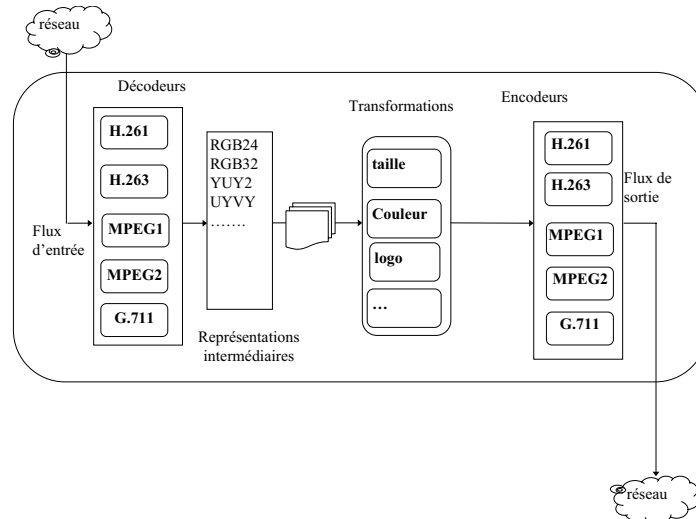 réseau
Décodeurs
H.261
H.263
MPEG1
MPEG2
G.711
Flux
d'entrée
RGB24
RGB32
YUY2
UYVY
.......
Représentations
intermédiaires
Transformations
taille
Couleur
logo
...
Encodeurs
H.261
H.263
MPEG1
MPEG2
G.711
Flux de
sortie
réseau